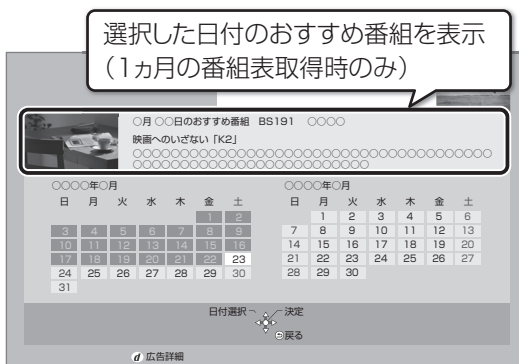 選択した日付のおすすめ番組を表示
（1ヵ月の番組表取得時のみ）
○月 ○○日のおすすめ番組 BS191 ○○○○
映画へのいざない「K2」
○○○○○○○○○○○○○○○○○○○○○○○○○○○○○○○○○○○○○○○
○○○○○○○○○○○○○○○○○○○○○○○○○
○○○○年○月
日 月 火 水 木 金 土
1 2
3 4 5 6 7 8 9
10 11 12 13 14 15 16
17 18 19 20 21 22 23
24 25 26 27 28 29 30
31
○○○○年○月
日 月 火 水 木 金 土
1 2 3 4 5 6
7 8 9 10 11 12 13
14 15 16 17 18 19 20
21 22 23 24 25 26 27
28 29 30
日付選択 決定
戻る
d 広告詳細